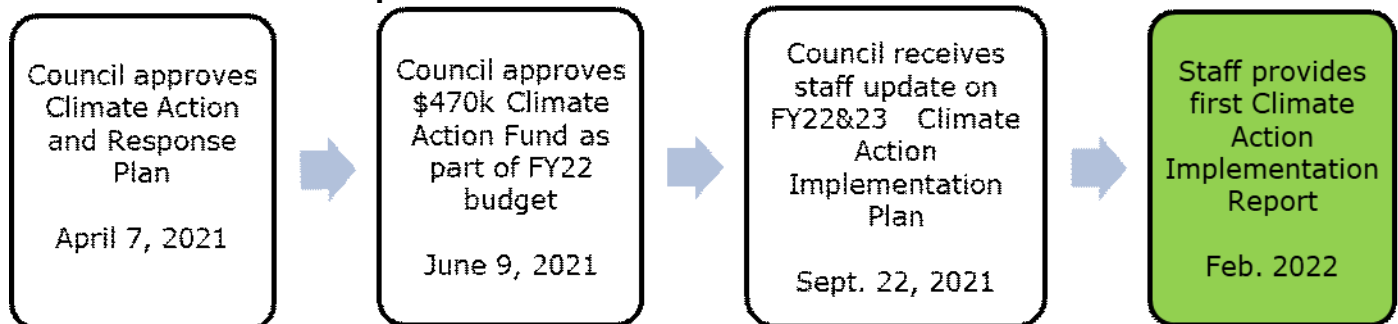 Council approves
Climate Action
and Response
Plan
April 7, 2021
Council approves
$470k Climate
Action Fund as
part of FY22
budget
June 9, 2021
Council receives
staff update on
FY22&23 Climate
Action
Implementation
Plan
Sept. 22, 2021
Staff provides
first Climate
Action
Implementation
Report
Feb. 2022